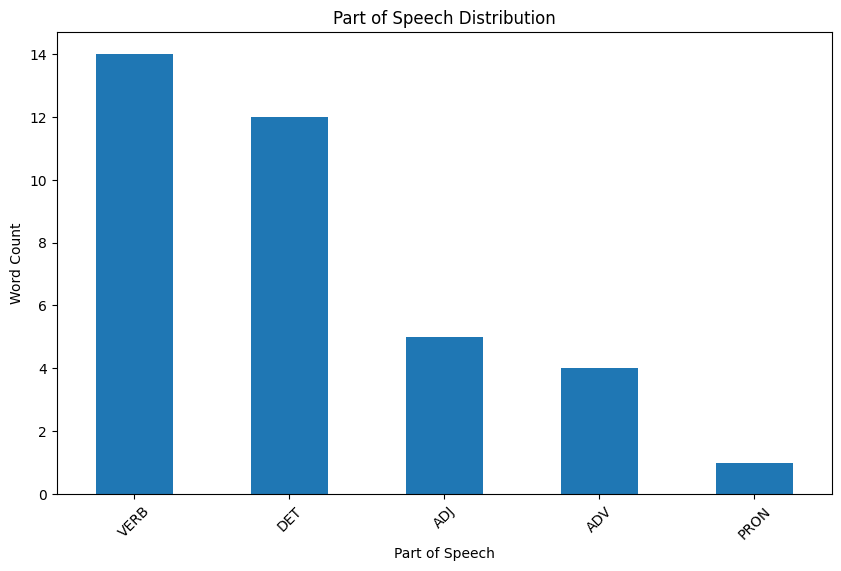 Part of Speech Distribution
Word Count
14
12
10
8
6
4
2
0
VERB
DET
ADJ
ADV
PRON
Part of Speech